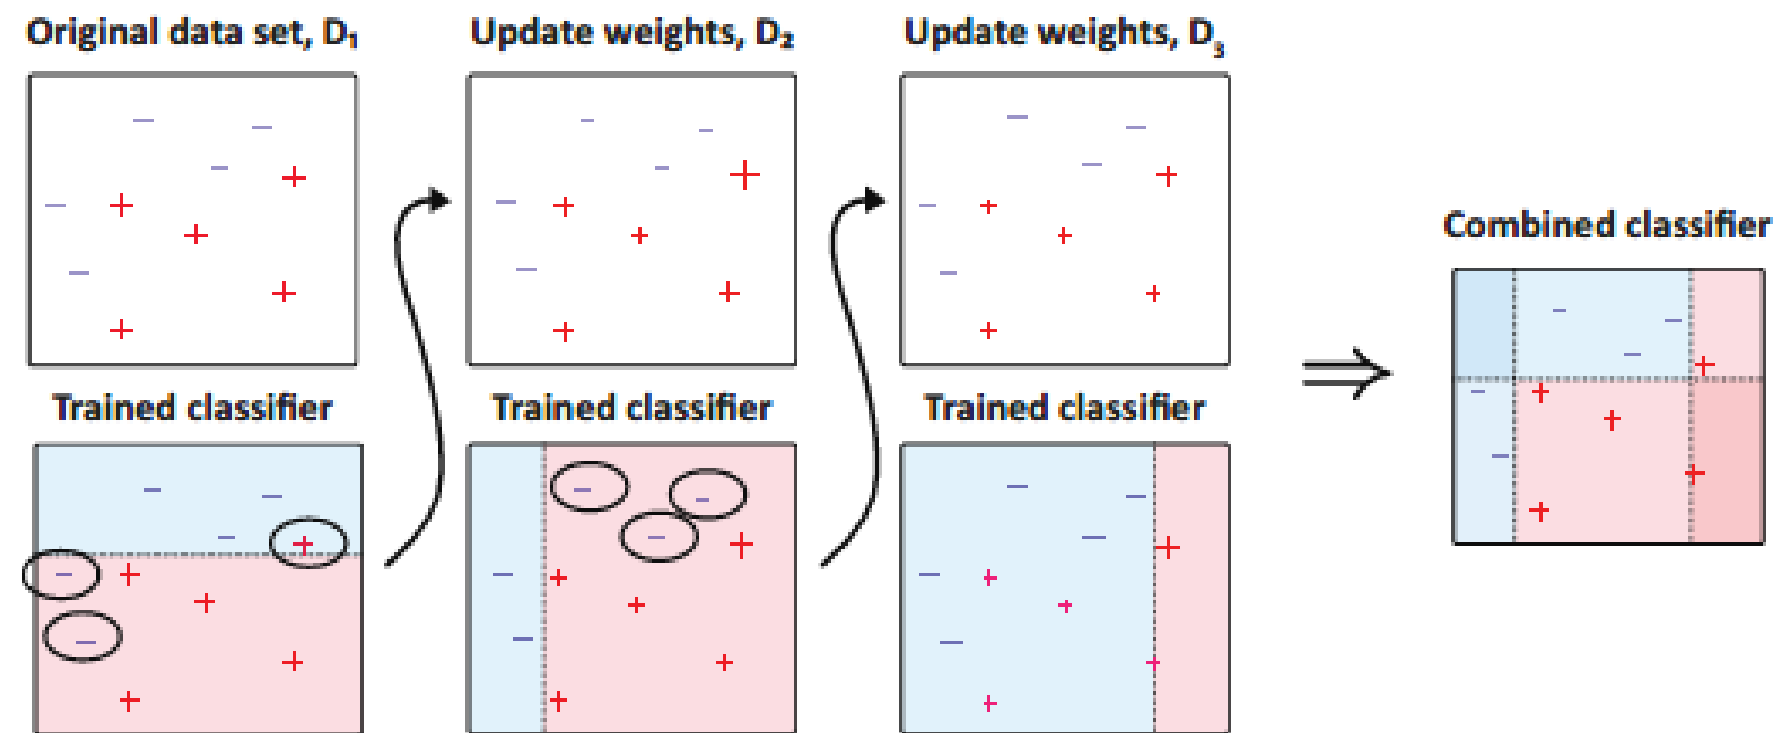 Original data set, D₁
Update weights, D₂
Update weights, D₃
Combined classifier
Trained classifier
Trained classifier
Trained classifier